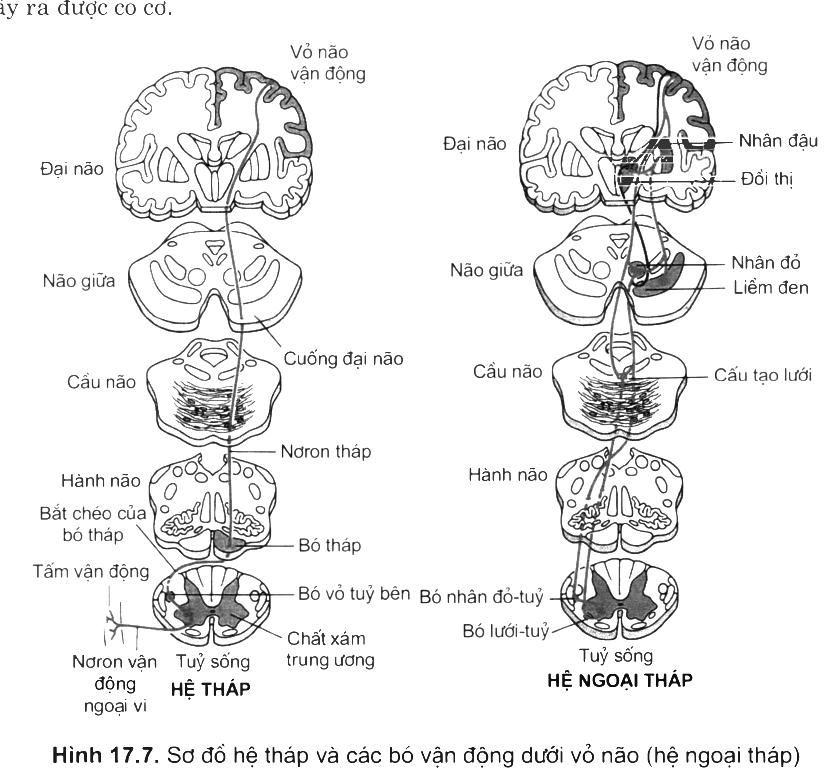 ây ra được co cơ.
Vỏ não
vận động
Đại não
Não giữa
Cuống đại não
Cầu não
Nơron tháp
Hành não
Bắt chéo của
bó tháp
Bó tháp
Tấm vận động
Bó vỏ tuỷ bên
Chất xám
trung ương
Nơron vận
động
ngoại vi
Tuỷ sống
HỆ THÁP
Vỏ não
vận động
Đại não
Nhân đậu
Đồi thị
Não giữa
Nhân đỏ
Liềm đen
Cầu não
Cấu tạo lưới
Hành não
Bó nhân đỏ-tuỷ
Bó lưới-tuỷ
Tuỷ sống
HỆ NGOẠI THÁP
Hình 17.7. Sơ đồ hệ tháp và các bó vận động dưới vỏ não (hệ ngoại tháp)